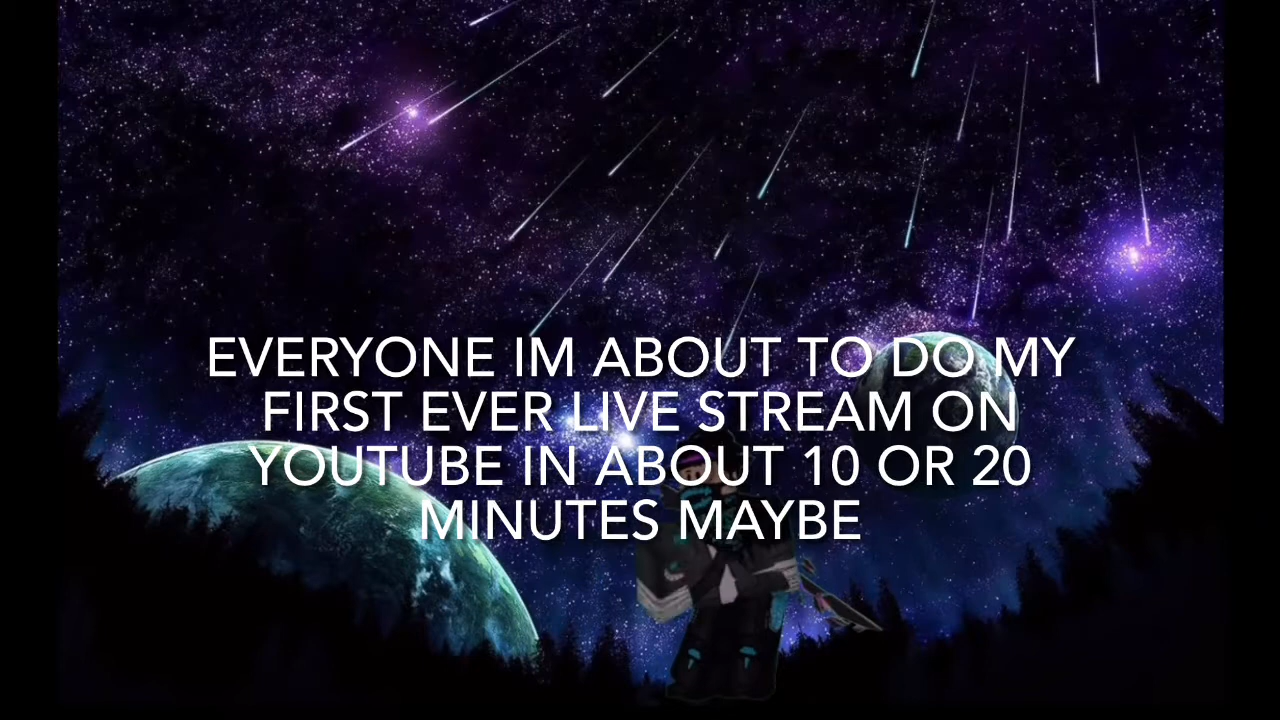 EVERYONE IM ABOUT TO DO MY
FIRST EVER LIVE STREAM ON
YOUTUBE IN ABOUT 10 OR 20
MINUTES MAYBE